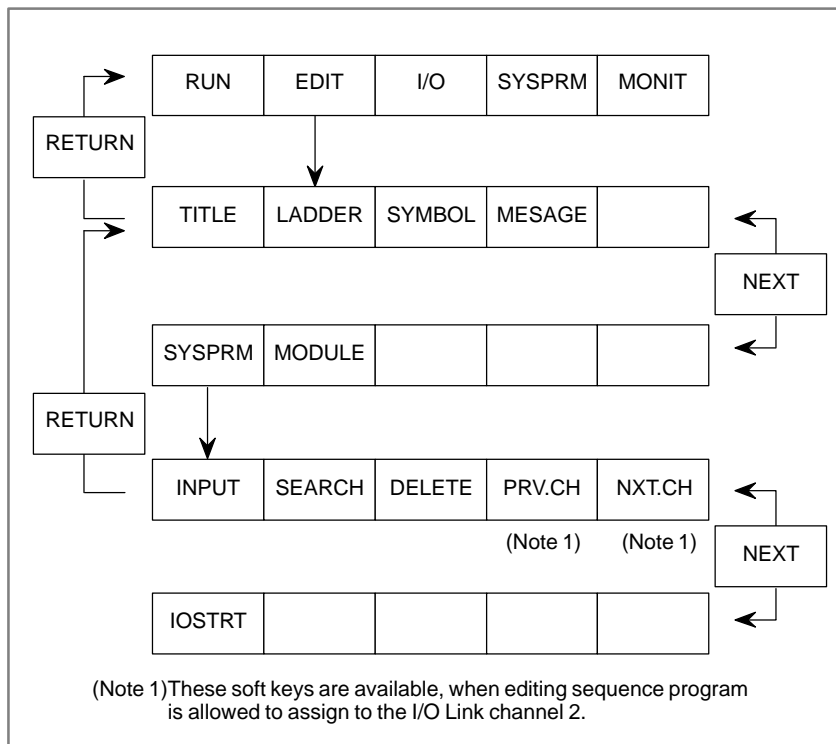 RUN EDIT I/O SYSPRM MONIT
RETURN
TITLE LADDER SYMBOL MESAGE
NEXT
SYSPRM MODULE
RETURN
INPUT SEARCH DELETE PRV.CH NXT.CH
(Note 1) (Note 1)
NEXT
IOSTRT
(Note 1)These soft keys are available, when editing sequence program
is allowed to assign to the I/O Link channel 2.